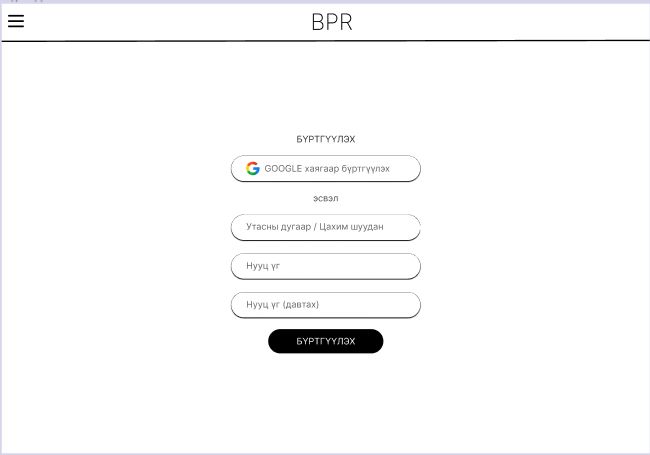 BPR
БҮРТГҮҮЛЭХ
GOOGLE хаягаар бүртгүүлэх
эсвэл
Утасны дугаар / Цахим шуудан
Нууц үг
Нууц үг (давтах)
БҮРТГҮҮЛЭХ